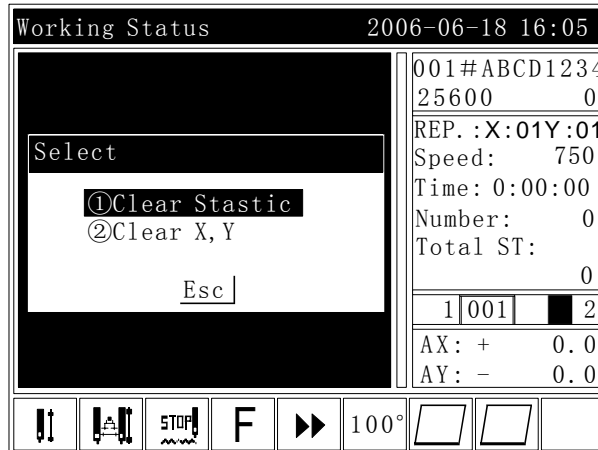 Working Status 2006-06-18 16:05
001#ABCD1234
25600 0
REP.:X:01Y:01
Speed: 750
Time: 0:00:00
Number: 0
Total ST:
0
1 001 2
AX: + 0.0
AY: - 0.0
Select
①Clear Stastic
②Clear X,Y
Esc
A STOP F 100°